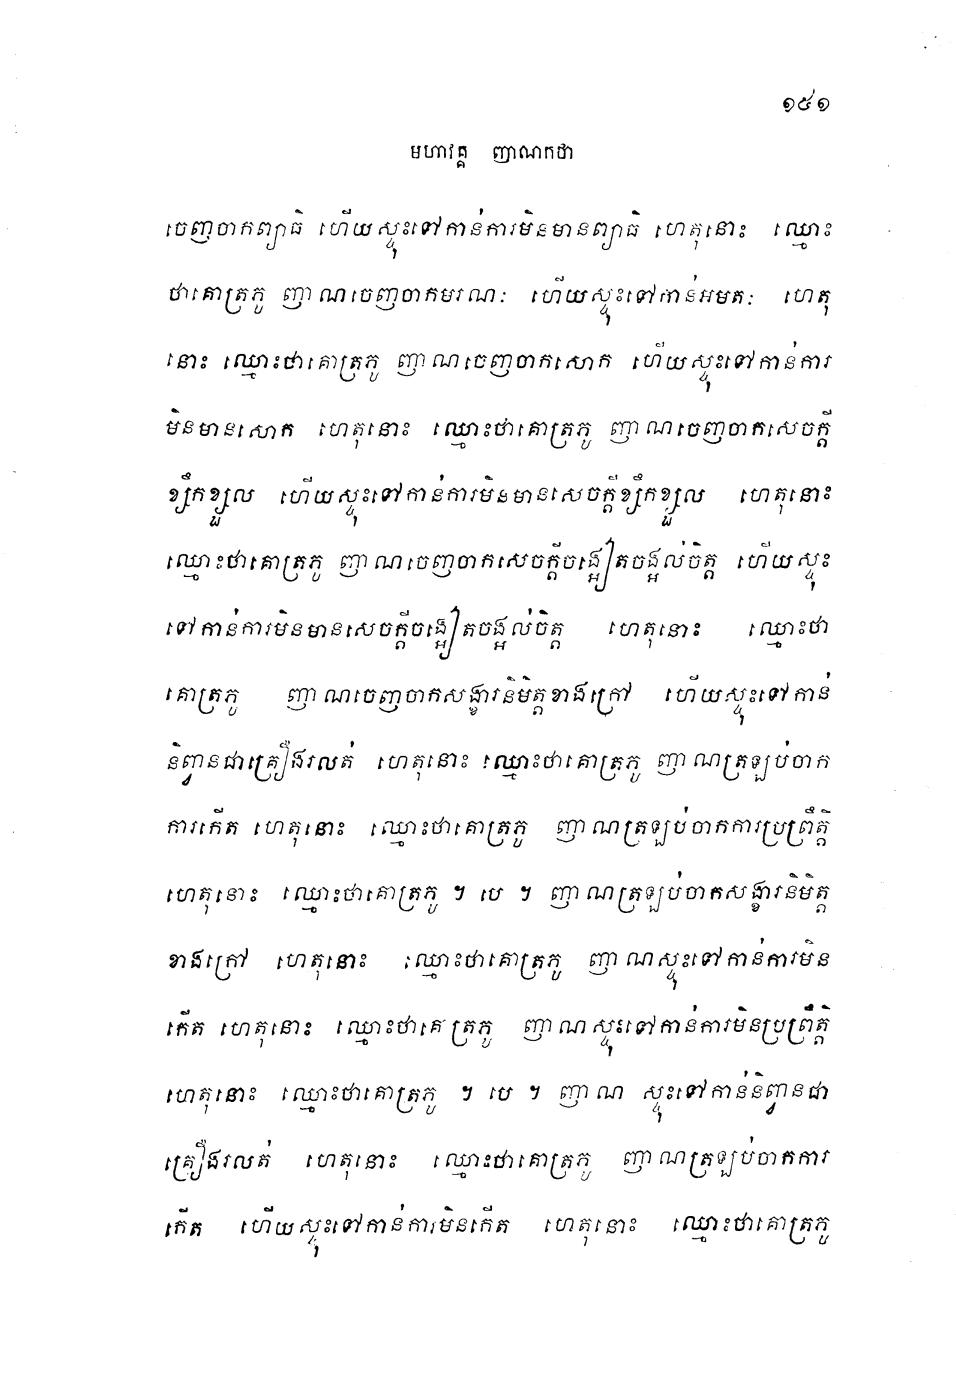 ១៥១
មហាវគ្គ ញាណកថា
ចេញចាកព្យាធិ ហើយស្ទុះទៅកាន់ការមិនមានព្យាធិ ហេតុនោះ ឈ្មោះ
ថាគោត្រភូ ញាណចេញចាកមរណៈ ហើយស្ទុះទៅកាន់អមតៈ ហេតុ
នោះ ឈ្មោះថាគោត្រភូ ញាណចេញចាកសោក ហើយស្ទុះទៅកាន់ការ
មិនមានសោក ហេតុនោះ ឈ្មោះថាគោត្រភូ ញាណចេញចាកសេចក្តី
ខ្សឹកខ្សួល ហើយស្ទុះទៅកាន់ការមិនមានសេចក្តីខ្សឹកខ្សួល ហេតុនោះ
ឈ្មោះថាគោត្រភូ ញាណចេញចាកសេចក្តីចង្អៀតចង្អល់ចិត្ត ហើយស្ទុះ
ទៅកាន់ការមិនមានសេចក្តីចង្អៀតចង្អល់ចិត្ត ហេតុនោះ ឈ្មោះថា
គោត្រភូ ញាណចេញចាកសង្ខារនិមិត្តខាងក្រៅ ហើយស្ទុះទៅកាន់
និព្វានជាគ្រឿងរលត់ ហេតុនោះ ឈ្មោះថាគោត្រភូ ញាណត្រឡប់ចាក
ការកើត ហេតុនោះ ឈ្មោះថាគោត្រភូ ញាណត្រឡប់ចាកការប្រព្រឹត្តិ
ហេតុនោះ ឈ្មោះថាគោត្រភូ ។ បេ ។ ញាណត្រឡប់ចាកសង្ខារនិមិត្ត
ខាងក្រៅ ហេតុនោះ ឈ្មោះថាគោត្រភូ ញាណស្ទុះទៅកាន់ការមិន
កើត ហេតុនោះ ឈ្មោះថាគោត្រភូ ញាណស្ទុះទៅកាន់ការមិនប្រព្រឹត្តិ
ហេតុនោះ ឈ្មោះថាគោត្រភូ ។ បេ ។ ញាណ ស្ទុះទៅកាន់និព្វានជា
គ្រឿងរលត់ ហេតុនោះ ឈ្មោះថាគោត្រភូ ញាណត្រឡប់ចាកការ
កើត ហើយស្ទុះទៅកាន់ការមិនកើត ហេតុនោះ ឈ្មោះថាគោត្រភូ